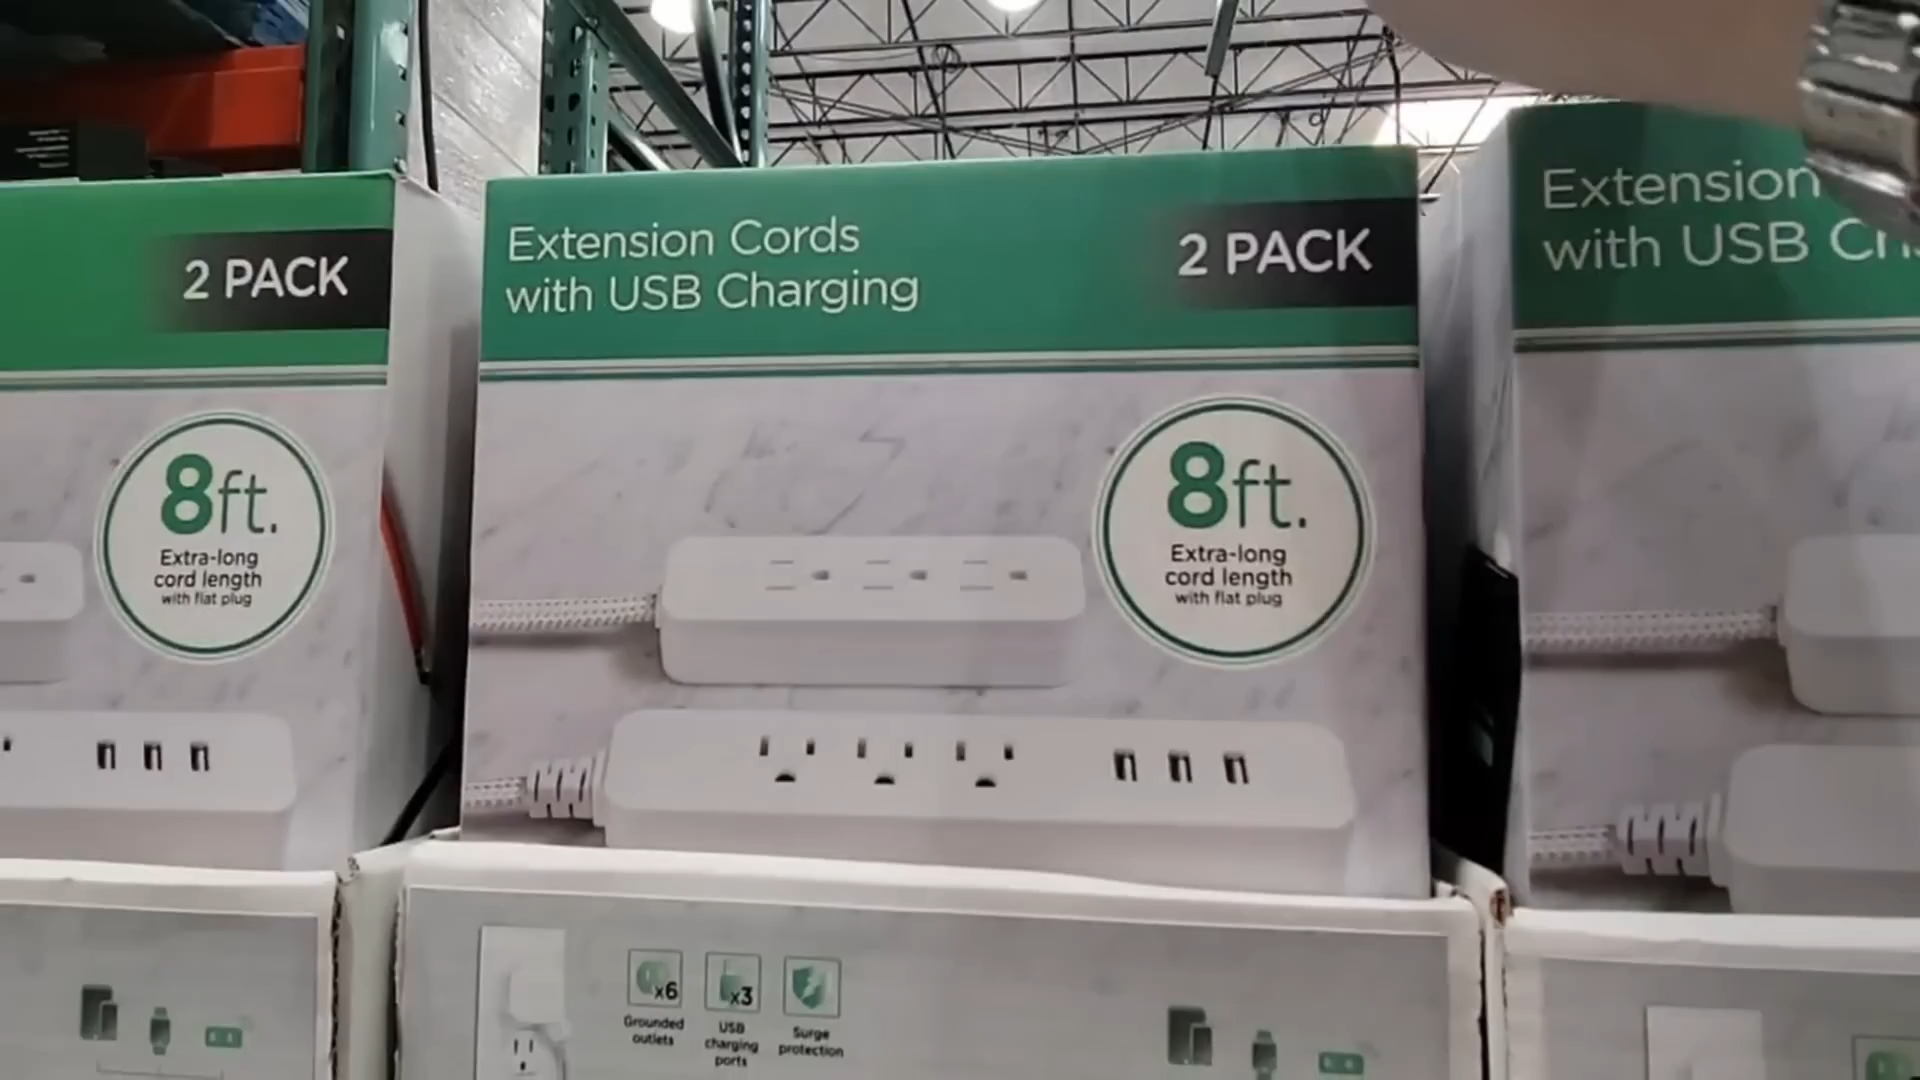 2 PACK
8ft.
Extra-long
cord length
with flat plug
Extension Cords
with USB Charging
2 PACK
8ft.
Extra-long
cord length
with flat plug
x6
Grounded
outlets
x3
USB
charging
ports
Surge
protection
Extension
with USB